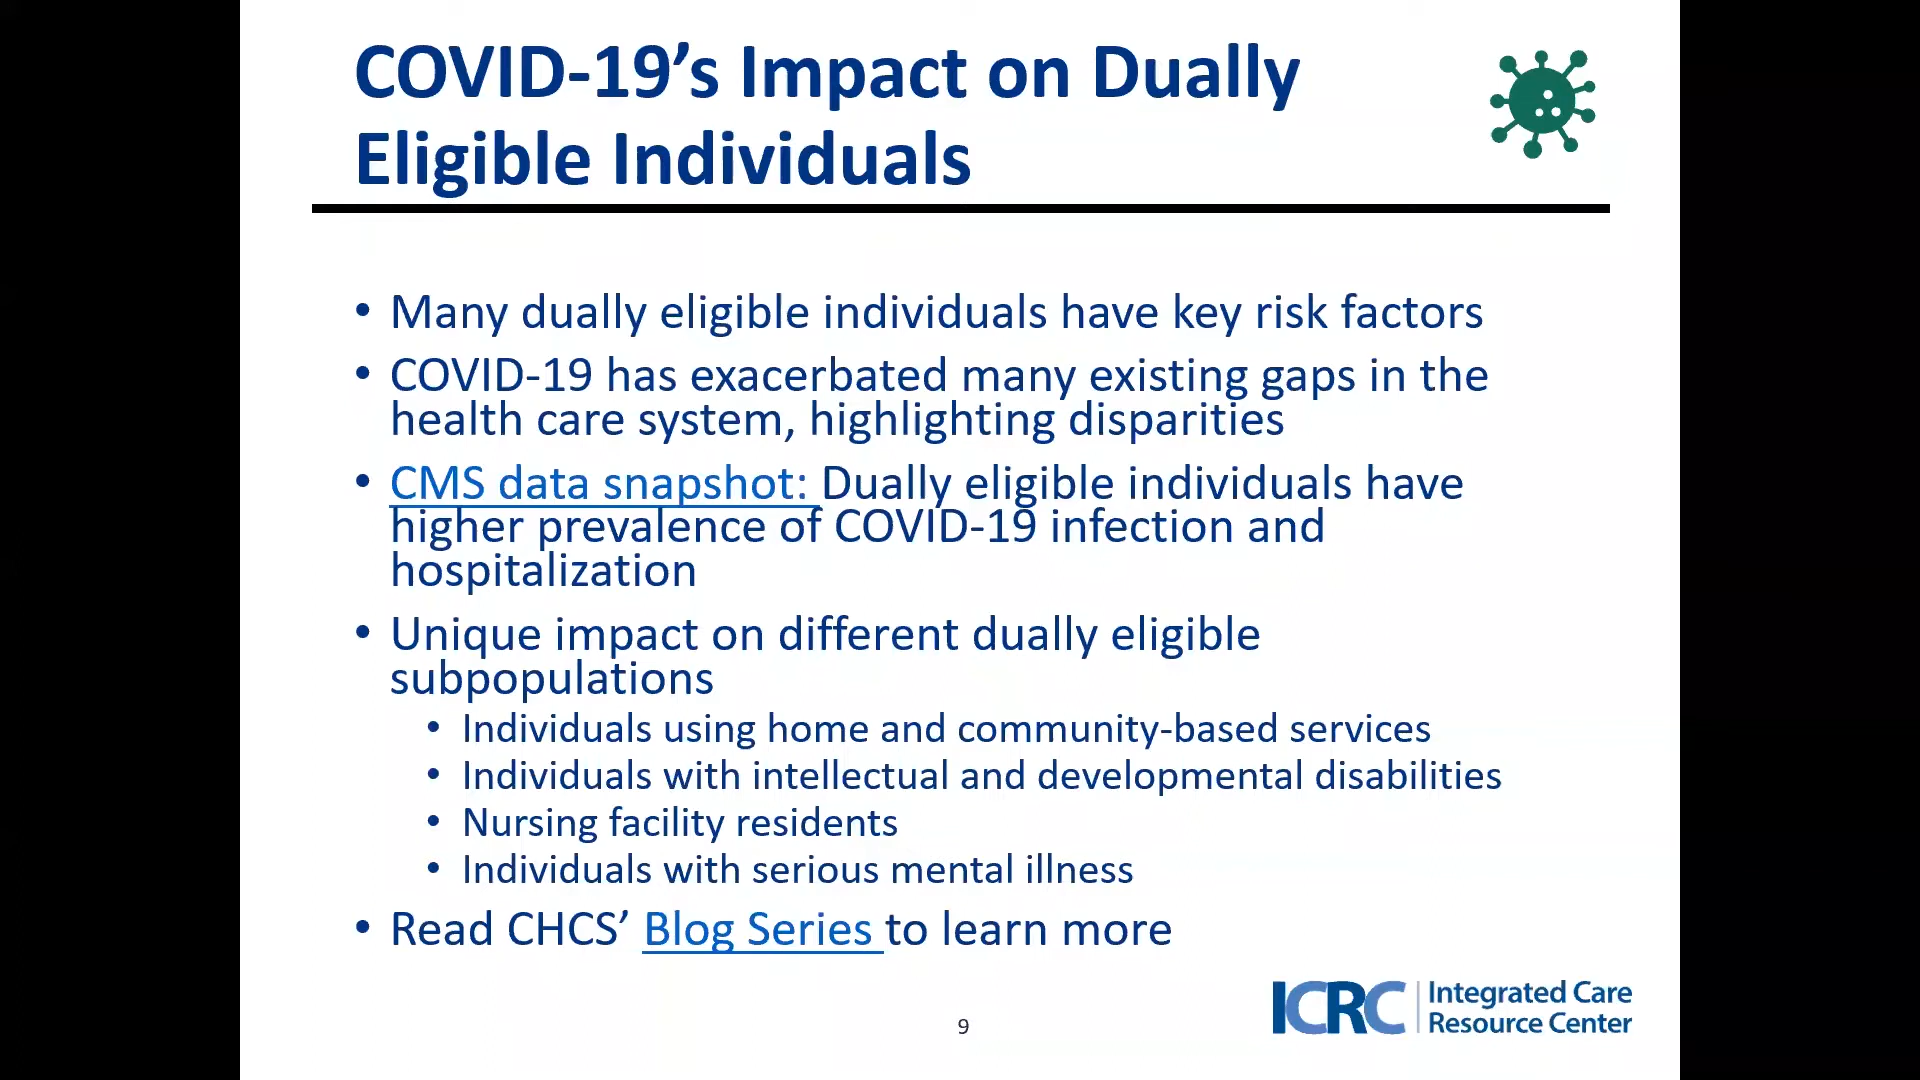 COVID-19’s Impact on Dually
Eligible Individuals
• Many dually eligible individuals have key risk factors
• COVID-19 has exacerbated many existing gaps in the
health care system, highlighting disparities
• CMS data snapshot: Dually eligible individuals have
higher prevalence of COVID-19 infection and
hospitalization
• Unique impact on different dually eligible
subpopulations
• Individuals using home and community-based services
• Individuals with intellectual and developmental disabilities
• Nursing facility residents
• Individuals with serious mental illness
• Read CHCS’ Blog Series to learn more
9
ICRC Integrated Care
Resource Center